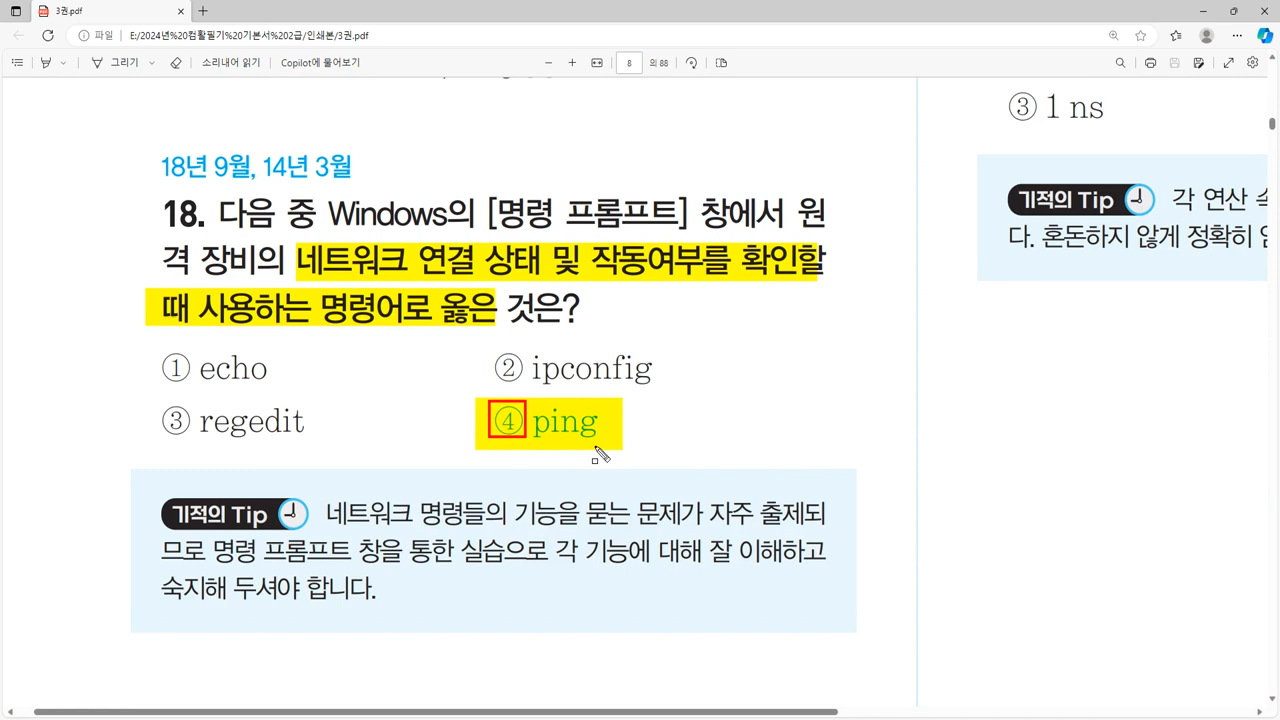 3권.pdf
파일
E:/2024년%20컴활필기%20기본서%202급/인쇄본/3권.pdf
그리기
소리내어 읽기
Copilot에 물어보기
8
의 88
18년 9월, 14년 3월
18. 다음 중 Windows의 [명령 프롬프트] 창에서 원
격 장비의 네트워크 연결 상태 및 작동여부를 확인할
때 사용하는 명령어로 옳은 것은?
① echo
② ipconfig
③ regedit
④ ping
기적의 Tip 네트워크 명령들의 기능을 묻는 문제가 자주 출제되
므로 명령 프롬프트 창을 통한 실습으로 각 기능에 대해 잘 이해하고
숙지해 두셔야 합니다.
③ 1 ns
기적의 Tip 각 연산
다. 혼돈하지 않게 정확히